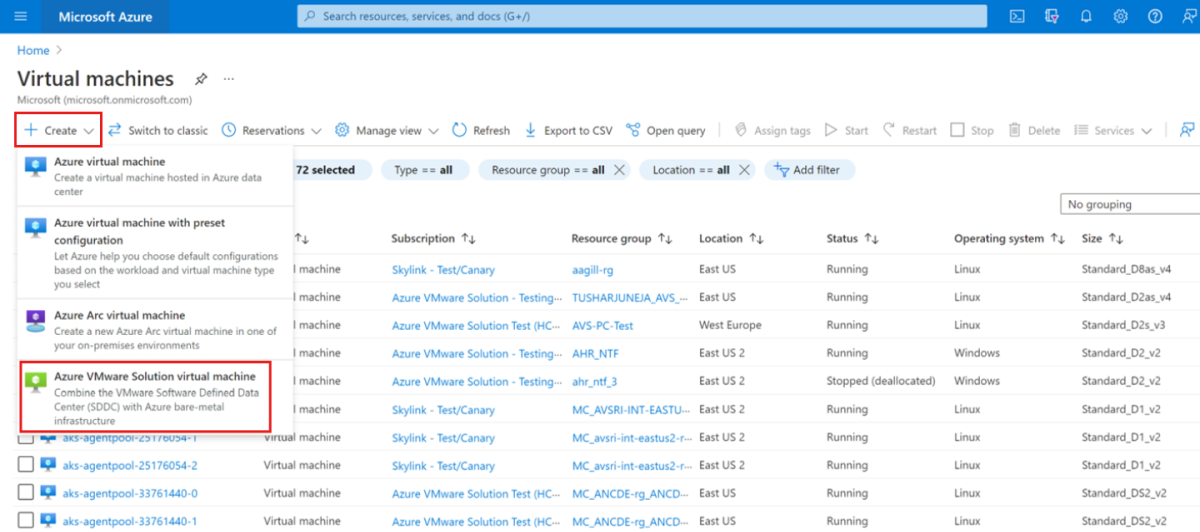 Microsoft Azure
Search resources, services, and docs (G+/)
Home
Virtual machines
Microsoft (microsoft.onmicrosoft.com)
Create
Switch to classic
Reservations
Manage view
Refresh
Export to CSV
Open query
Assign tags
Start
Restart
Stop
Delete
Services
Azure virtual machine
Create a virtual machine hosted in Azure data
center
Azure virtual machine with preset
configuration
Let Azure help you choose default configurations
based on the workload and virtual machine type
you select
Azure Arc virtual machine
Create a new Azure Arc virtual machine in one of
your on-premises environments
Azure VMware Solution virtual machine
Combine the VMware Software Defined Data
Center (SDDC) with Azure bare-metal
infrastructure
72 selected
Type == all
Resource group == all
Location == all
Add filter
No grouping
Subscription Resource group Location Status Operating system Size
machine Skylink - Test/Canary aagill-rg East US Running Linux Standard_D8as_v4
machine Azure VMware Solution - Testing··· TUSHARJUNEJA_AVS_··· East US Running Linux Standard_D2as_v4
machine Azure VMware Solution Test (HC··· AVS-PC-Test West Europe Running Linux Standard_D2s_v3
machine Azure VMware Solution - Testing··· AHR_NTF East US 2 Running Windows Standard_D2_v2
machine Azure VMware Solution - Testing··· ahr_ntf_3 East US 2 Stopped (deallocated) Windows Standard_D2_v2
machine Skylink - Test/Canary MC_AVSRI-INT-EASTU··· East US 2 Running Linux Standard_D1_v2
aks-agentpool-25176054-1 Virtual machine Skylink - Test/Canary MC_avsri-int-eastus2-r··· East US 2 Running Linux Standard_D1_v2
aks-agentpool-25176054-2 Virtual machine Skylink - Test/Canary MC_avsri-int-eastus2-r··· East US 2 Running Linux Standard_D1_v2
aks-agentpool-33761440-0 Virtual machine Azure VMware Solution Test (HC··· MC_ANCDE-rg_ANCD··· East US Running Linux Standard_DS2_v2
aks-agentpool-33761440-1 Virtual machine Azure VMware Solution Test (HC··· MC_ANCDE-rg_ANCD··· East US Running Linux Standard_DS2_v2